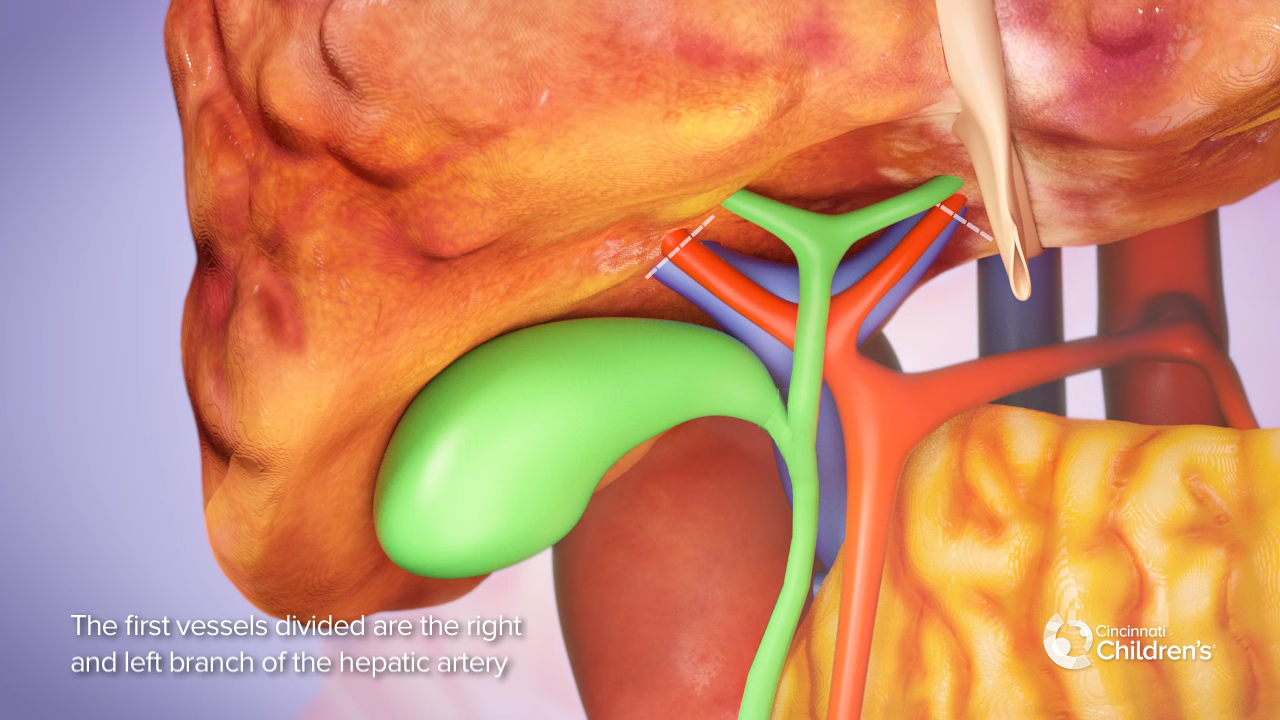 The first vessels divided are the right
and left branch of the hepatic artery
Cincinnati
Children's®